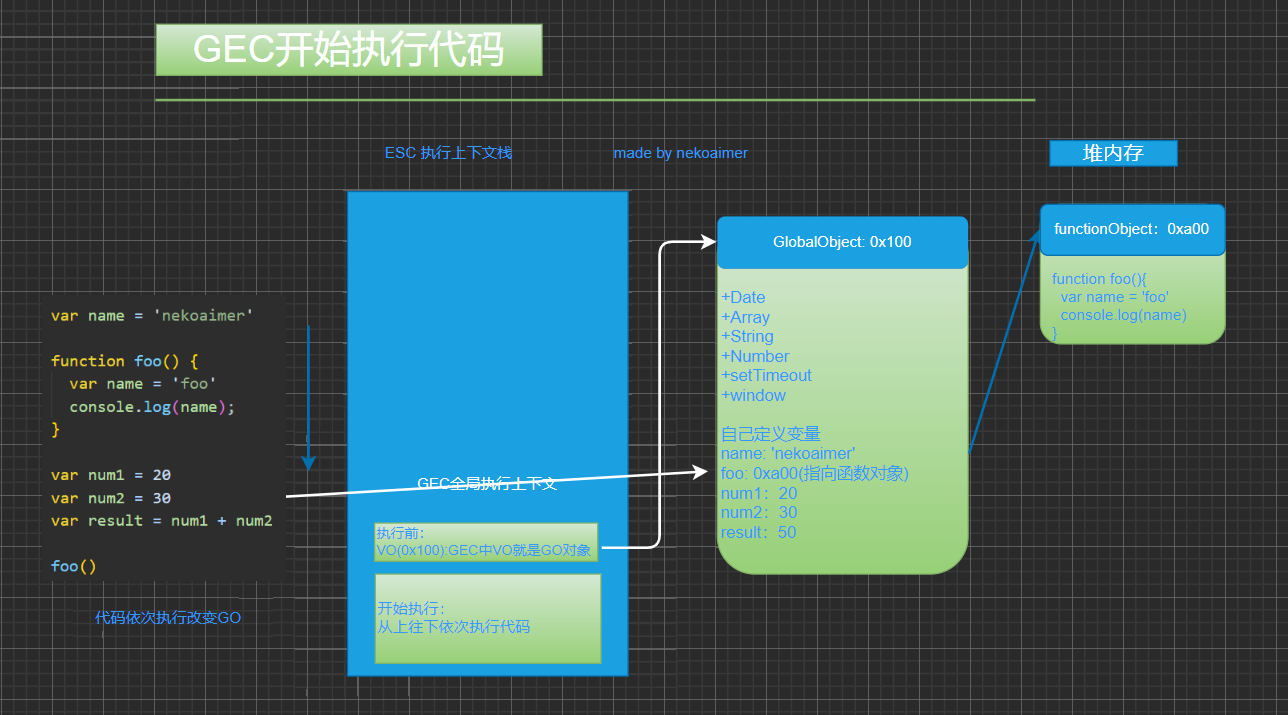 GEC开始执行代码
ESC 执行上下文栈
made by nekoaimer
堆内存
var name = 'nekoaimer'
function foo() {
var name = 'foo'
console.log(name);
}
var num1 = 20
var num2 = 30
var result = num1 + num2
foo()
代码依次执行改变GO
GEC全局执行上下文
执行前：
VO(0x100):GEC中VO就是GO对象
开始执行：
从上往下依次执行代码
GlobalObject: 0x100
+Date
+Array
+String
+Number
+setTimeout
+window
自己定义变量
name: 'nekoaimer'
foo: 0xa00(指向函数对象)
num1：20
num2：30
result：50
functionObject：0xa00
function foo(){
var name = 'foo'
console.log(name)
}